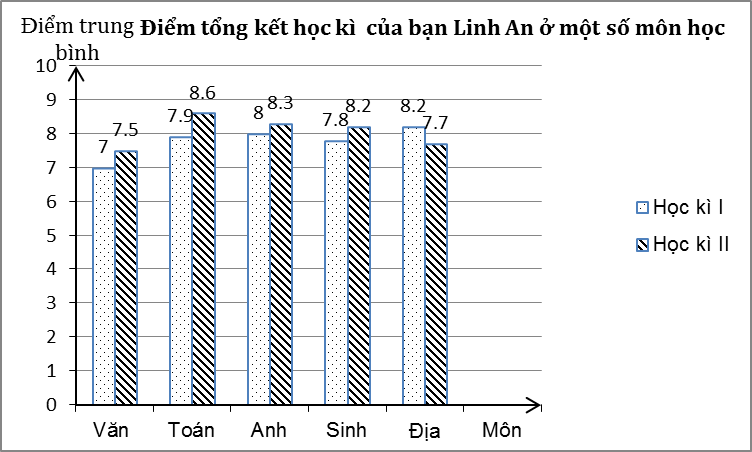 Điểm trung bình
Điểm tổng kết học kì của bạn Linh An ở một số môn học
10
9
8
7
6
5
4
3
2
1
0
7
7.5
7.9
8.6
8
8.3
7.8
8.2
8.2
7.7
Văn
Toán
Anh
Sinh
Địa
Môn
Học kì I
Học kì II